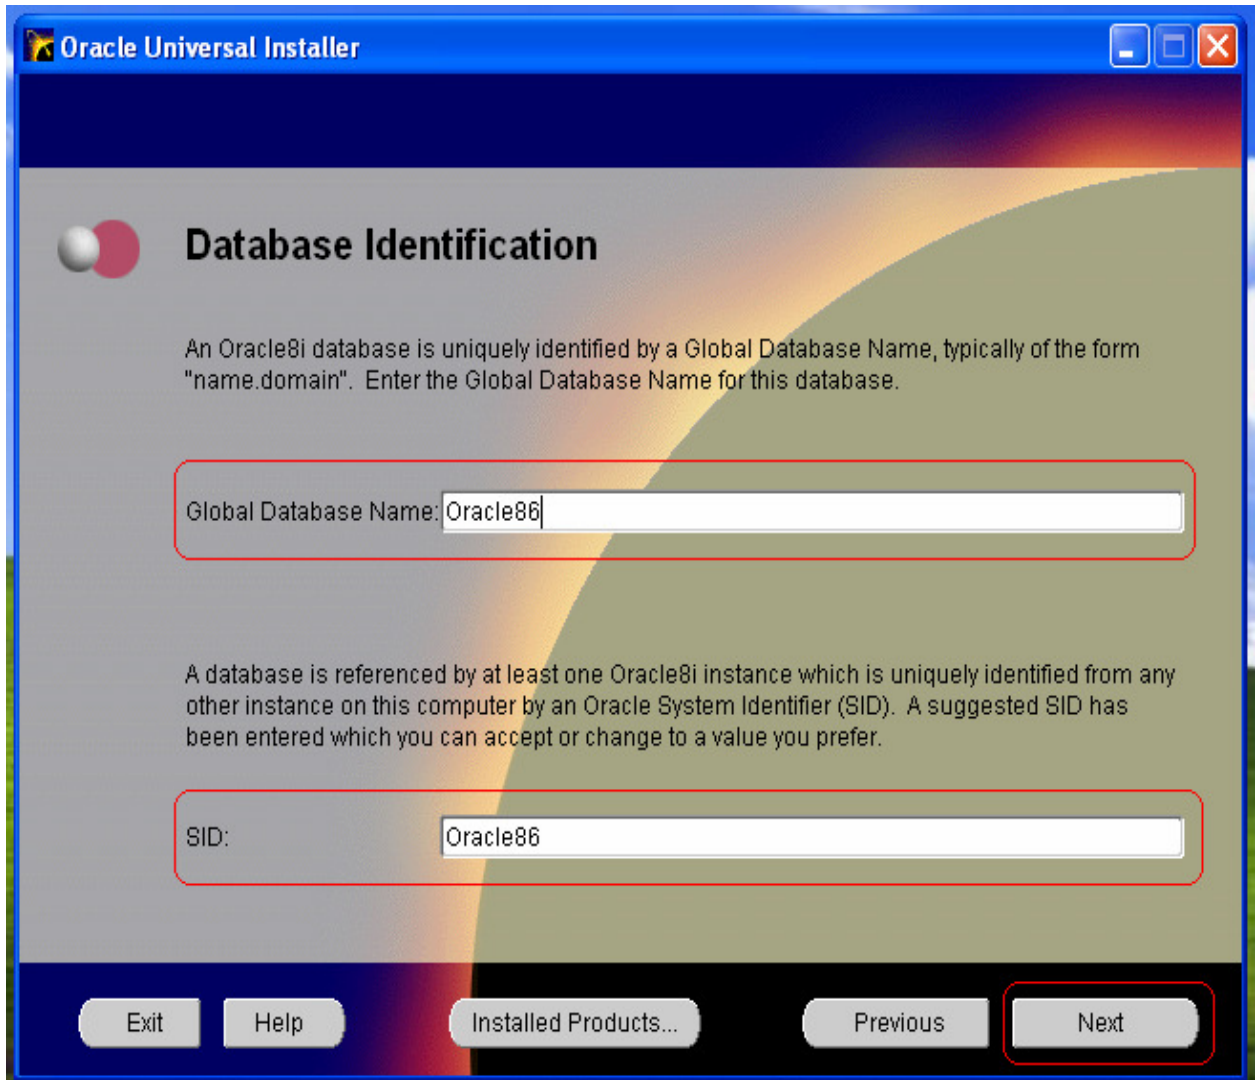 Oracle Universal Installer
Database Identification
An Oracle8i database is uniquely identified by a Global Database Name, typically of the form
"name.domain".  Enter the Global Database Name for this database.
Global Database Name: Oracle86
A database is referenced by at least one Oracle8i instance which is uniquely identified from any
other instance on this computer by an Oracle System Identifier (SID).  A suggested SID has
been entered which you can accept or change to a value you prefer.
SID: Oracle86
Exit Help Installed Products... Previous Next